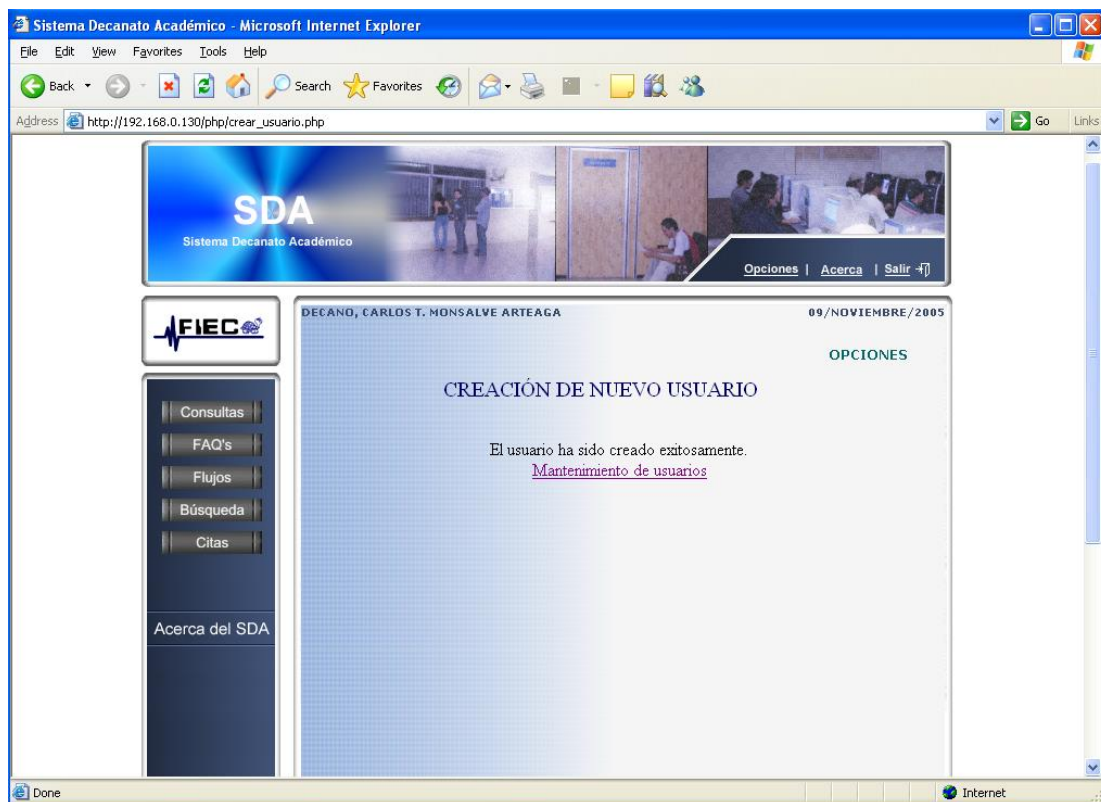 Sistema Decanato Académico - Microsoft Internet Explorer
File Edit View Favorites Tools Help
Back Search Favorites
Address http://192.168.0.130/php/crear_usuario.php Go Links
SDA
Sistema Decanato Académico
Opciones | Acerca | Salir
FIEC
DECANO, CARLOS T. MONSALVE ARTEAGA 09/NOVIEMBRE/2005
OPCIONES
CREACIÓN DE NUEVO USUARIO
El usuario ha sido creado exitosamente.
Mantenimiento de usuarios
Consultas
FAQ's
Flujos
Búsqueda
Citas
Acerca del SDA
Done Internet